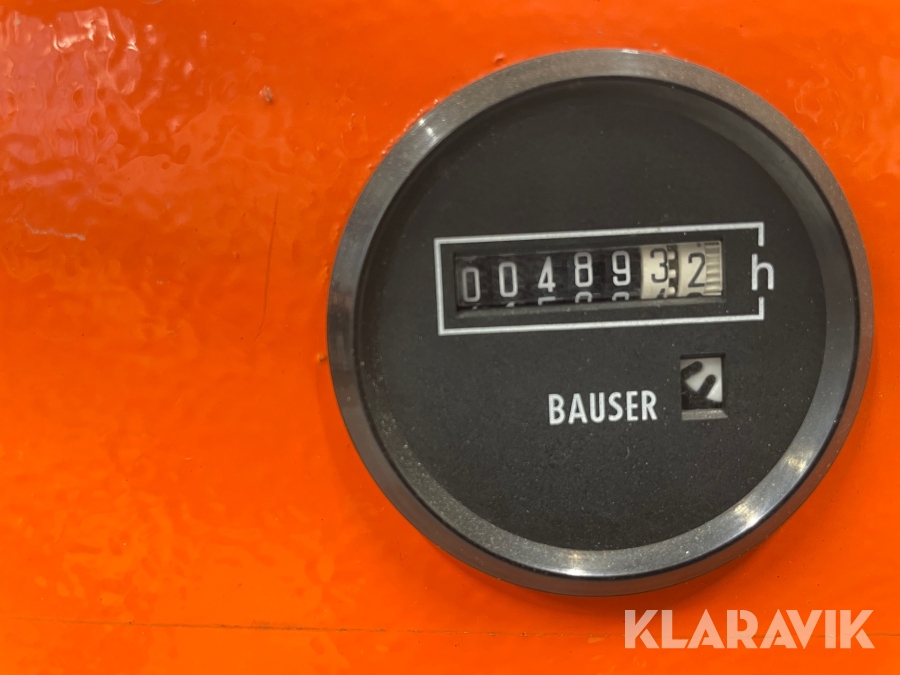 0048932 h
BAUSER
KLARAVIK